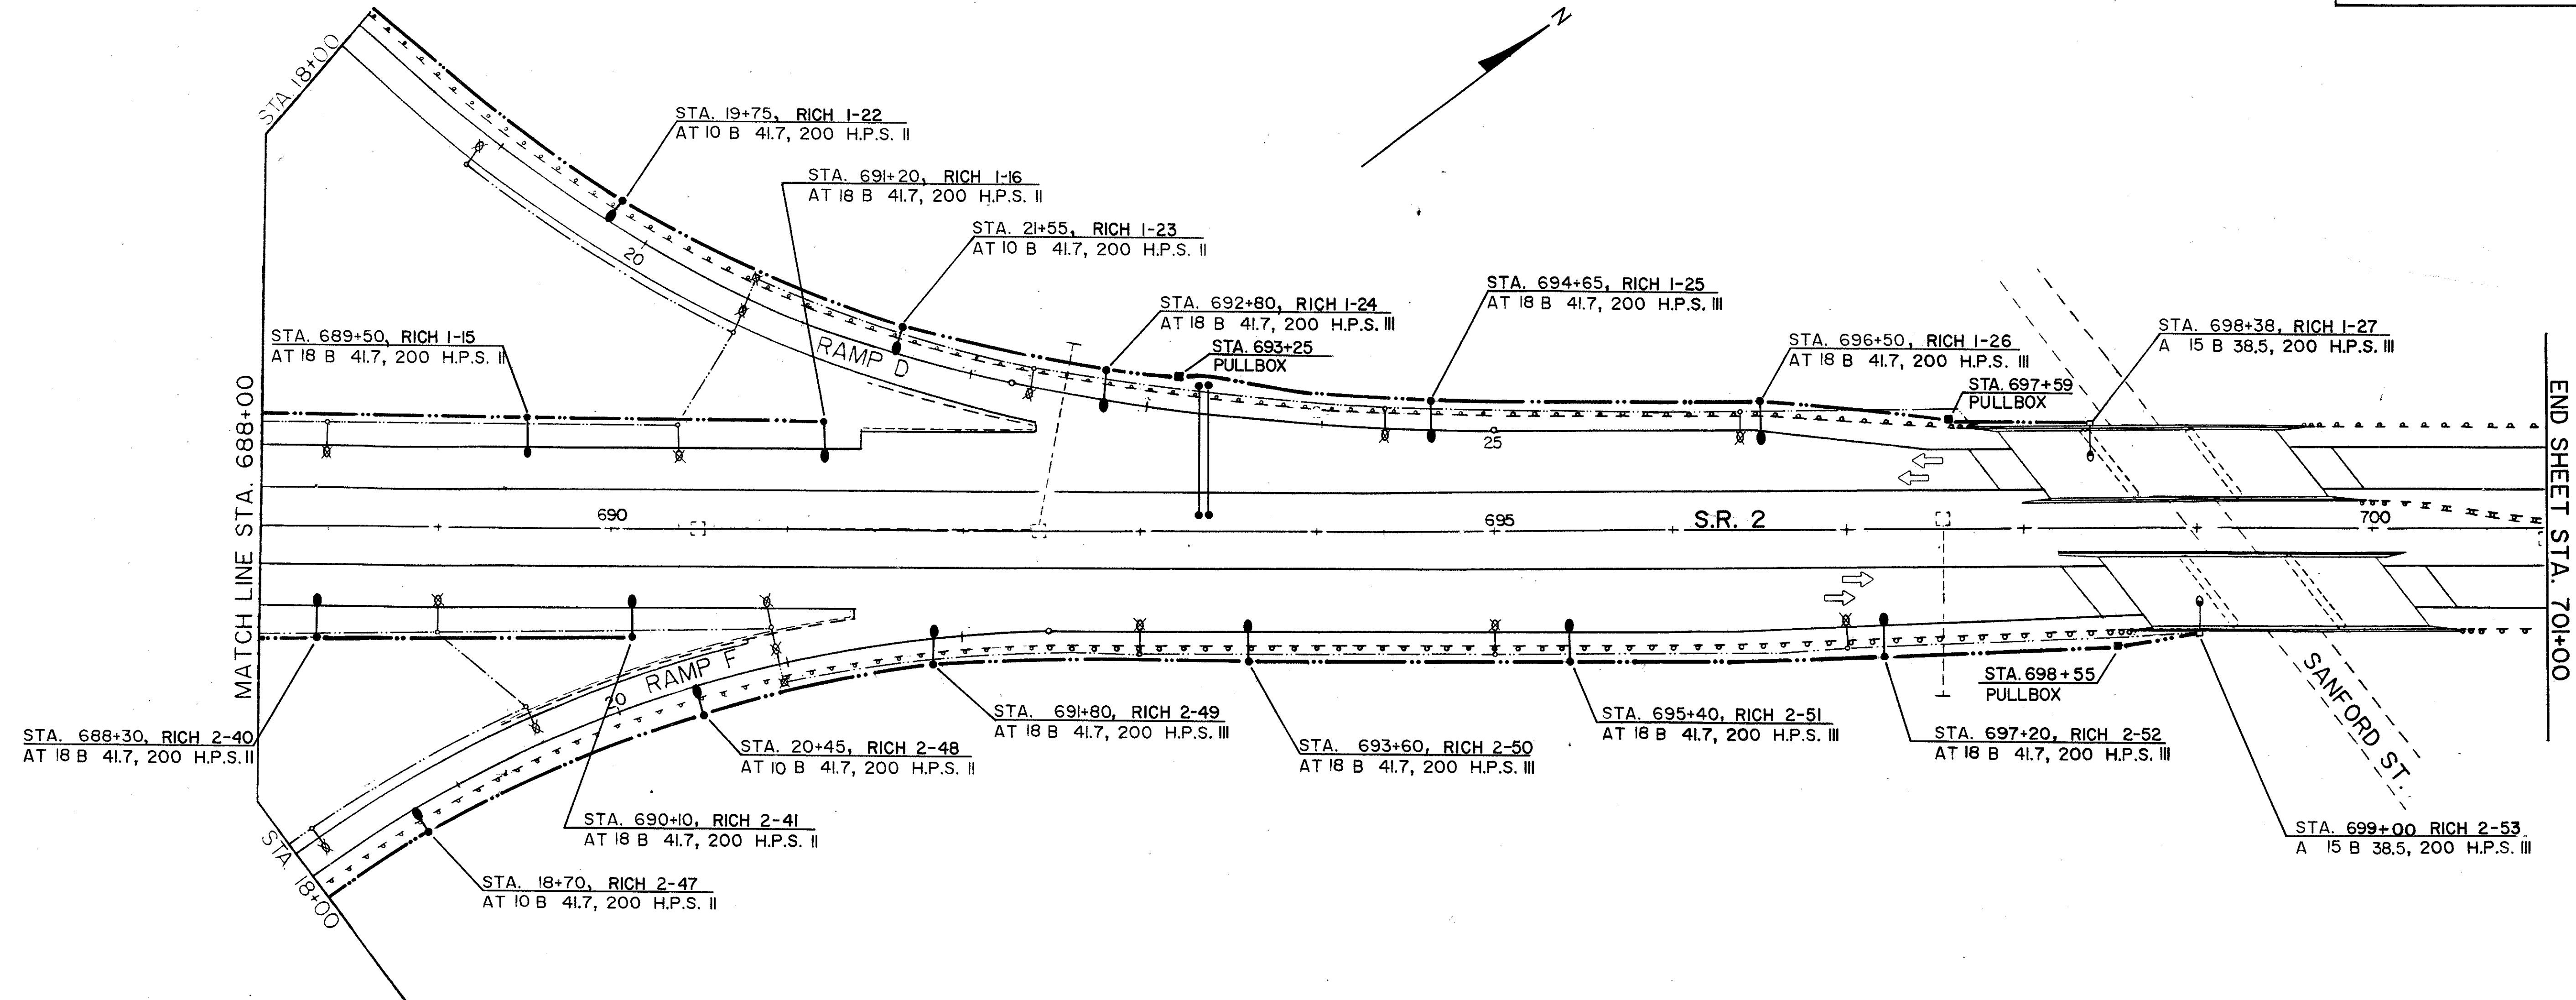 N
STA. 18+00
STA. 19+75, RICH 1-22
AT 10 B 41.7, 200 H.P.S. II
STA. 691+20, RICH 1-16
AT 18 B 41.7, 200 H.P.S. II
STA. 21+55, RICH 1-23
AT 10 B 41.7, 200 H.P.S. II
20
STA. 692+80, RICH 1-24
AT 18 B 41.7, 200 H.P.S. III
STA. 694+65, RICH 1-25
AT 18 B 41.7, 200 H.P.S. III
STA. 689+50, RICH 1-15
AT 18 B 41.7, 200 H.P.S. II
RAMP D
STA. 693+25
PULLBOX
STA. 696+50, RICH 1-26
AT 18 B 41.7, 200 H.P.S. III
STA. 698+38, RICH 1-27
A 15 B 38.5, 200 H.P.S. III
STA. 697+59
PULLBOX
25
MATCH LINE STA. 688+00
690
695
S.R. 2
700
END SHEET STA. 701+00
RAMP F
20
STA. 698+55
PULLBOX
SANFORD ST.
STA. 688+30, RICH 2-40
AT 18 B 41.7, 200 H.P.S. II
STA. 20+45, RICH 2-48
AT 10 B 41.7, 200 H.P.S. II
STA. 691+80, RICH 2-49
AT 18 B 41.7, 200 H.P.S. III
STA. 693+60, RICH 2-50
AT 18 B 41.7, 200 H.P.S. III
STA. 695+40, RICH 2-51
AT 18 B 41.7, 200 H.P.S. III
STA. 697+20, RICH 2-52
AT 18 B 41.7, 200 H.P.S. III
STA. 690+10, RICH 2-41
AT 18 B 41.7, 200 H.P.S. II
STA. 699+00 RICH 2-53
A 15 B 38.5, 200 H.P.S. III
STA. 18+00
STA. 18+70, RICH 2-47
AT 10 B 41.7, 200 H.P.S. II